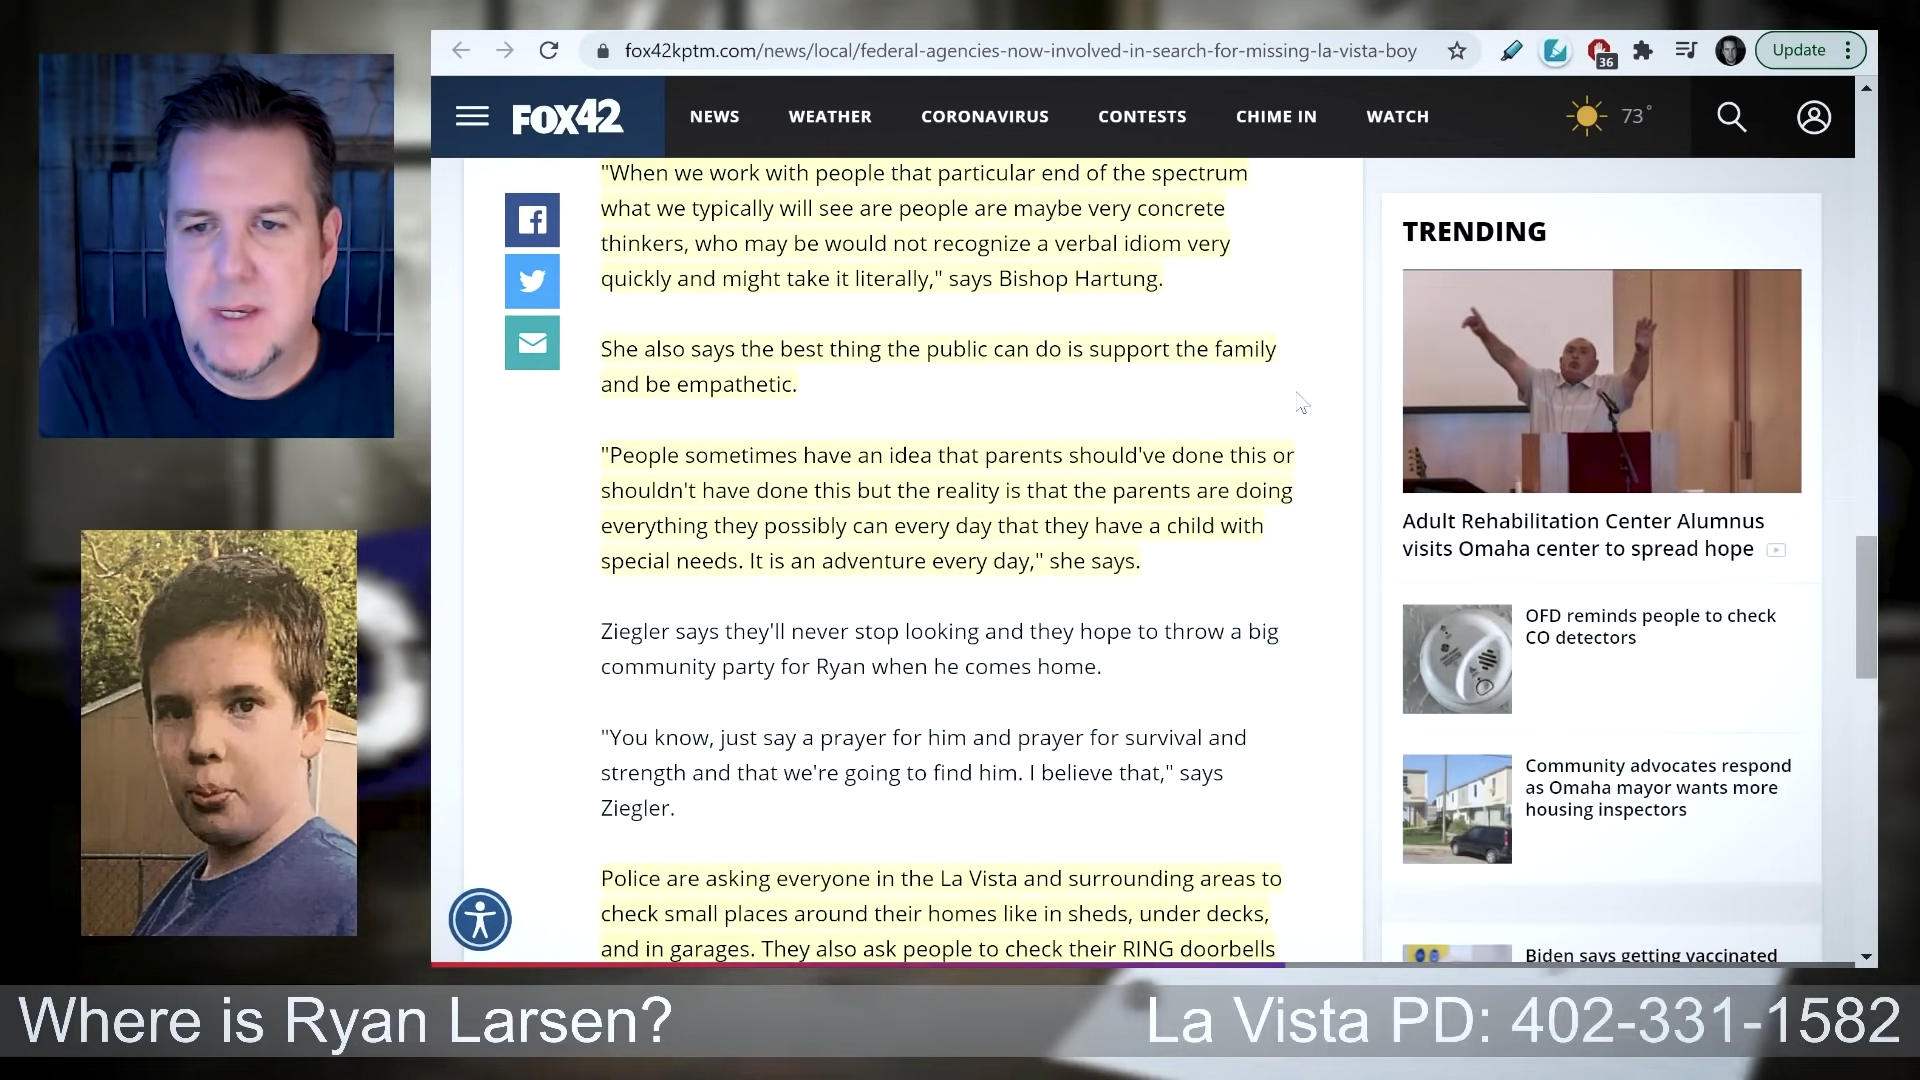 fox42kptm.com/news/local/federal-agencies-now-involved-in-search-for-missing-la-vista-boy
36
Update
FOX42
NEWS
WEATHER
CORONAVIRUS
CONTESTS
CHIME IN
WATCH
73°
"When we work with people that particular end of the spectrum
what we typically will see are people are maybe very concrete
thinkers, who may be would not recognize a verbal idiom very
quickly and might take it literally," says Bishop Hartung.
She also says the best thing the public can do is support the family
and be empathetic.
"People sometimes have an idea that parents should've done this or
shouldn't have done this but the reality is that the parents are doing
everything they possibly can every day that they have a child with
special needs. It is an adventure every day," she says.
Ziegler says they'll never stop looking and they hope to throw a big
community party for Ryan when he comes home.
"You know, just say a prayer for him and prayer for survival and
strength and that we're going to find him. I believe that," says
Ziegler.
Police are asking everyone in the La Vista and surrounding areas to
check small places around their homes like in sheds, under decks,
and in garages. They also ask people to check their RING doorbells
TRENDING
Adult Rehabilitation Center Alumnus
visits Omaha center to spread hope
OFD reminds people to check
CO detectors
Community advocates respond
as Omaha mayor wants more
housing inspectors
Biden says getting vaccinated
Where is Ryan Larsen?
La Vista PD: 402-331-1582